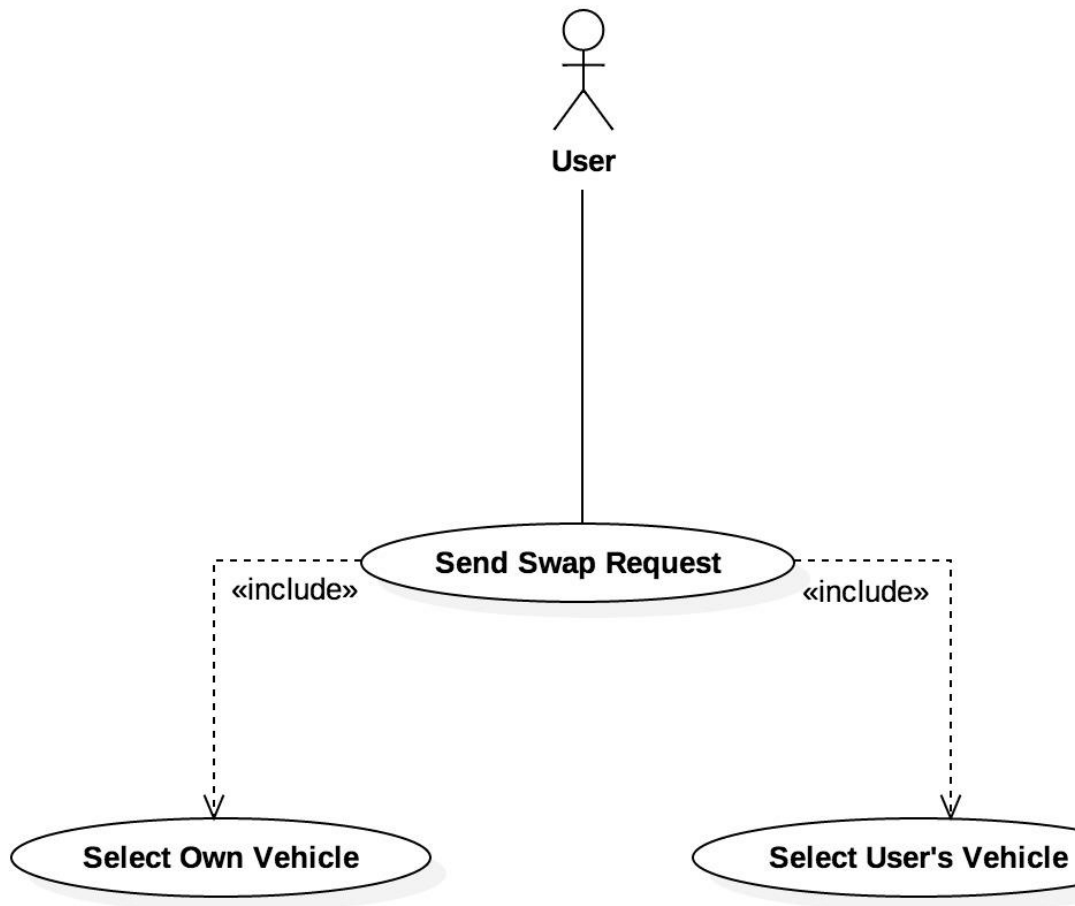 User
Send Swap Request
«include»
«include»
Select Own Vehicle
Select User's Vehicle